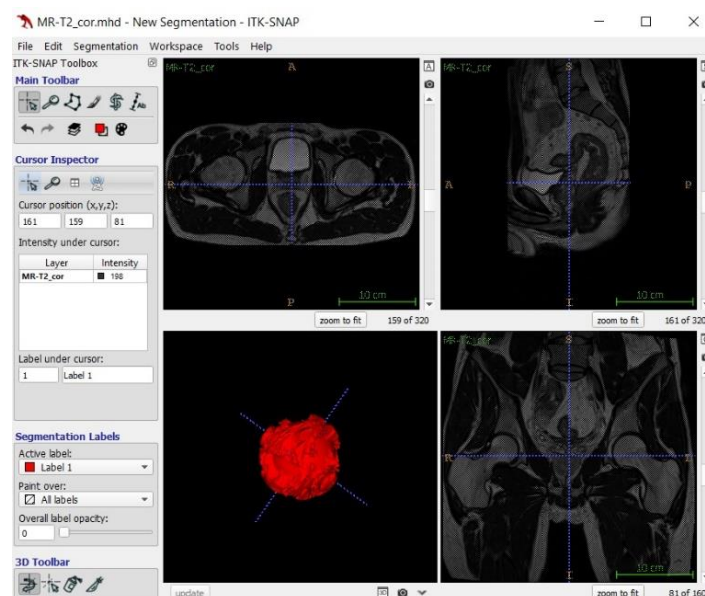 MR-T2_cor.mhd - New Segmentation - ITK-SNAP
File Edit Segmentation Workspace Tools Help
ITK-SNAP Toolbox
Main Toolbar
Cursor Inspector
Cursor position (x,y,z):
161 159 81
Intensity under cursor:
Layer Intensity
MR-T2_cor 198
Label under cursor:
1 Label 1
Segmentation Labels
Active label:
Label 1
Paint over:
All labels
Overall label opacity:
0
3D Toolbar
MR-T2_cor
A
R
L
P
10 cm
zoom to fit 159 of 320
MR-T2_cor
S
A
P
I
10 cm
zoom to fit 161 of 320
update
MR-T2_cor
S
R
L
I
10 cm
zoom to fit 81 of 160